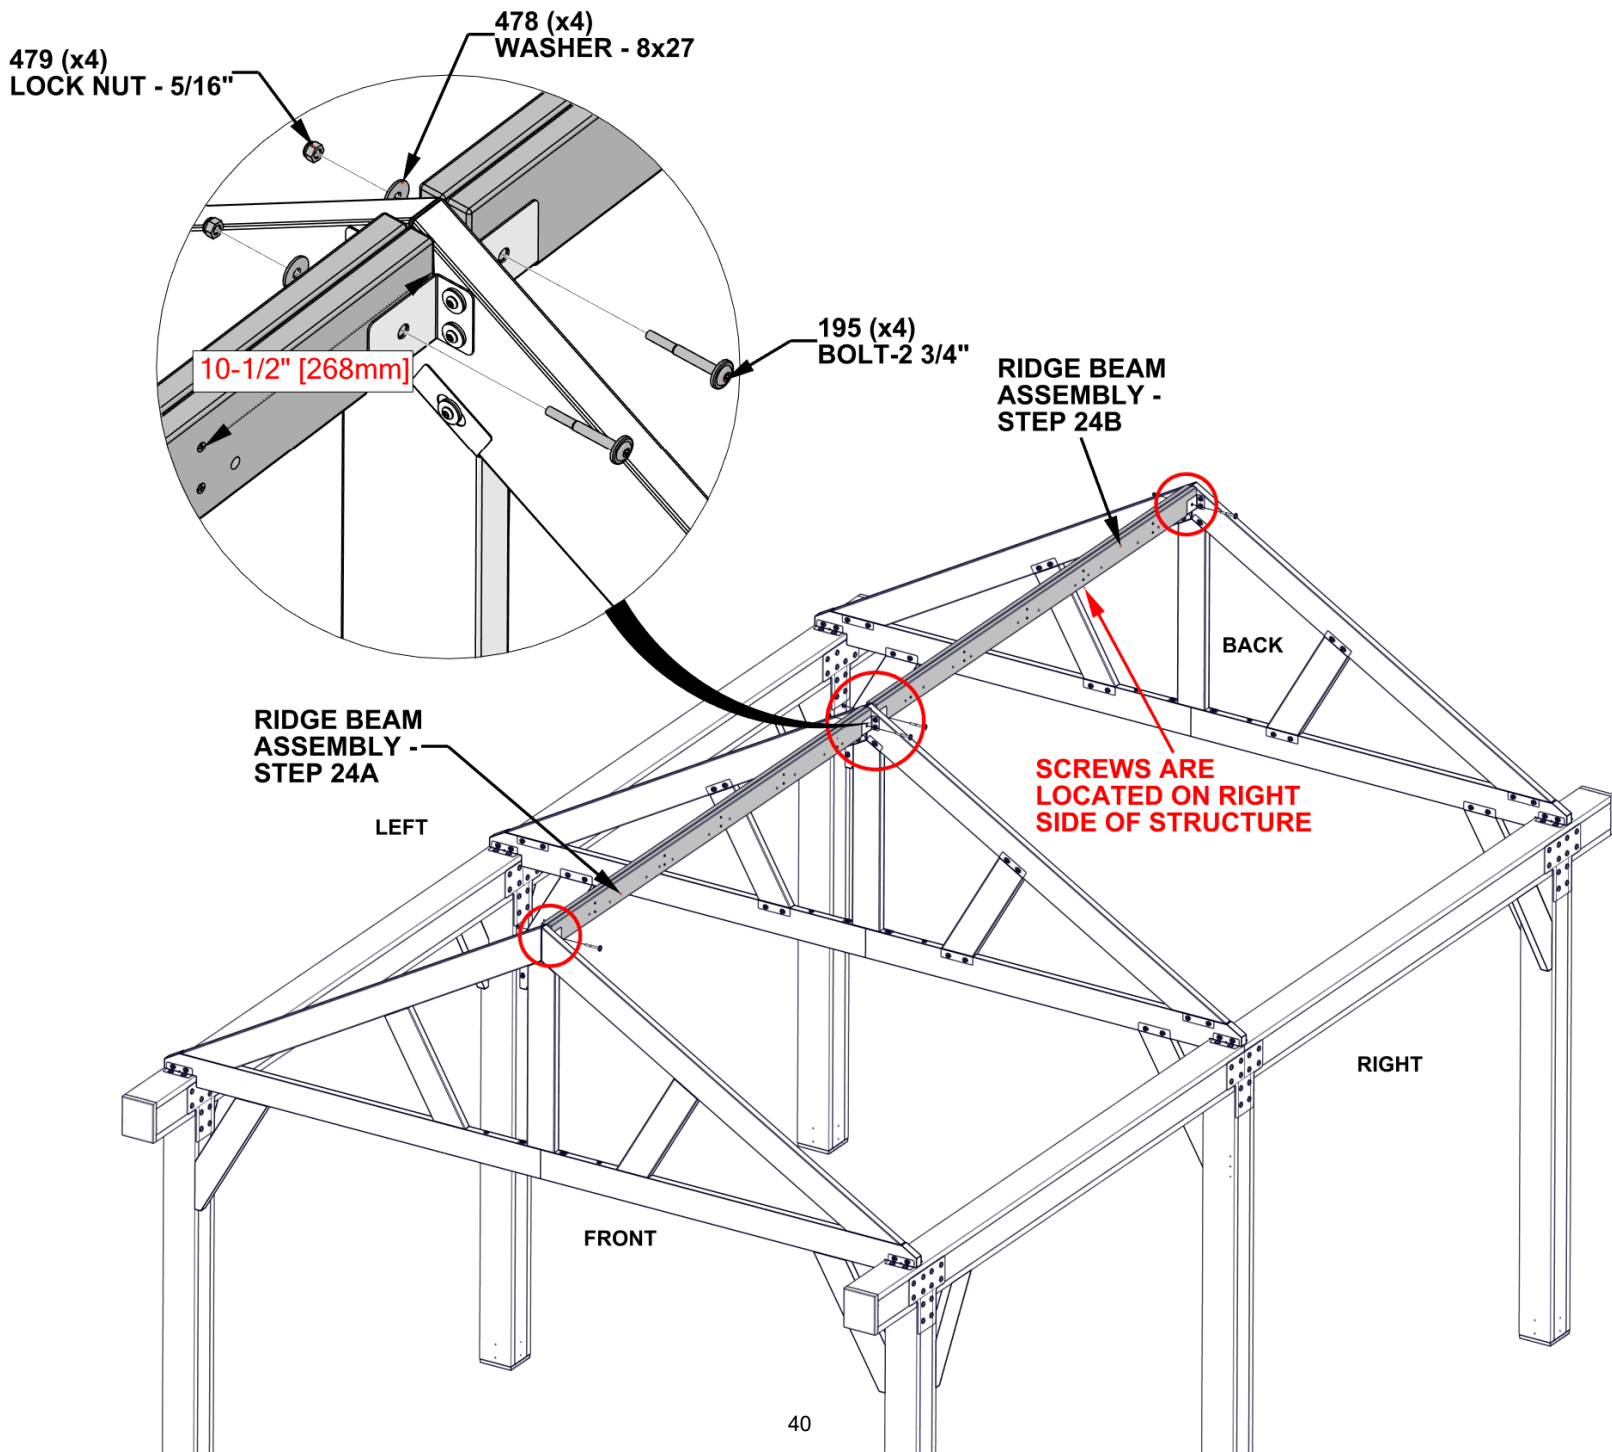 478 (x4)
WASHER - 8x27
479 (x4)
LOCK NUT - 5/16"
195 (x4)
BOLT-2 3/4"
10-1/2" [268mm]
RIDGE BEAM
ASSEMBLY -
STEP 24B
BACK
RIDGE BEAM
ASSEMBLY -
STEP 24A
SCREWS ARE
LOCATED ON RIGHT
SIDE OF STRUCTURE
LEFT
RIGHT
FRONT
40